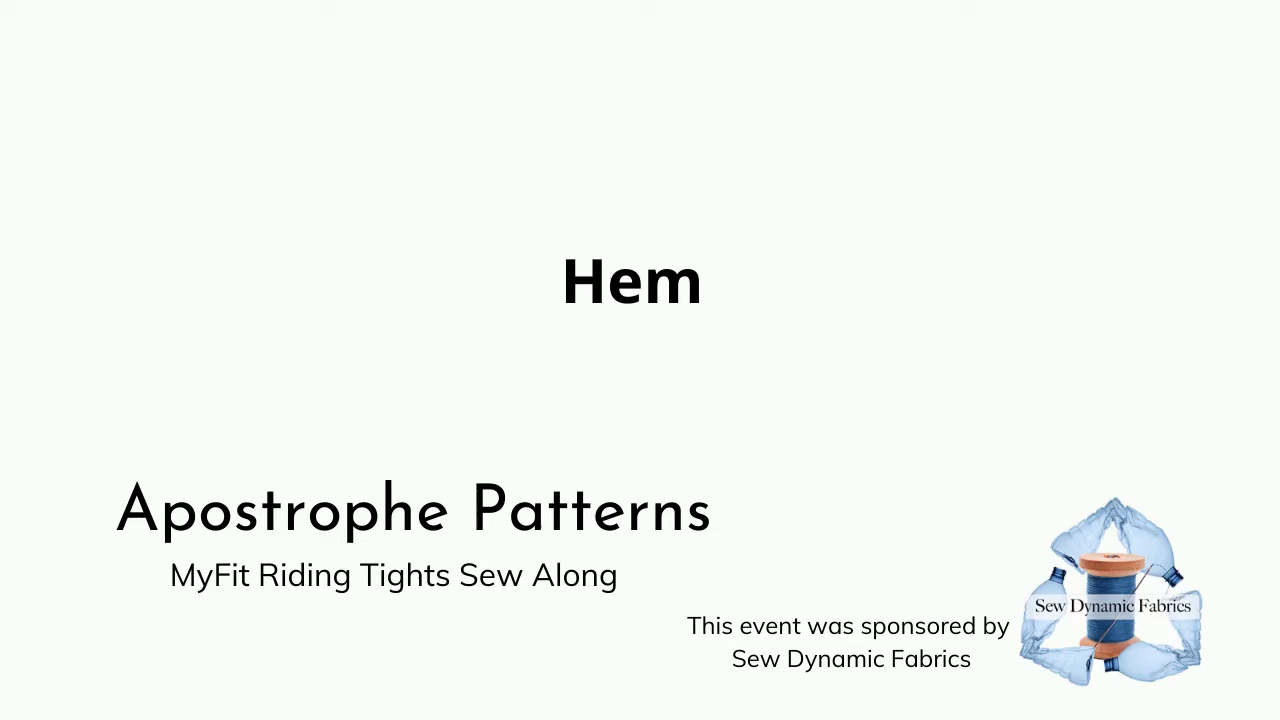 Hem
Apostrophe Patterns
MyFit Riding Tights Sew Along
This event was sponsored by
Sew Dynamic Fabrics
Sew Dynamic Fabrics